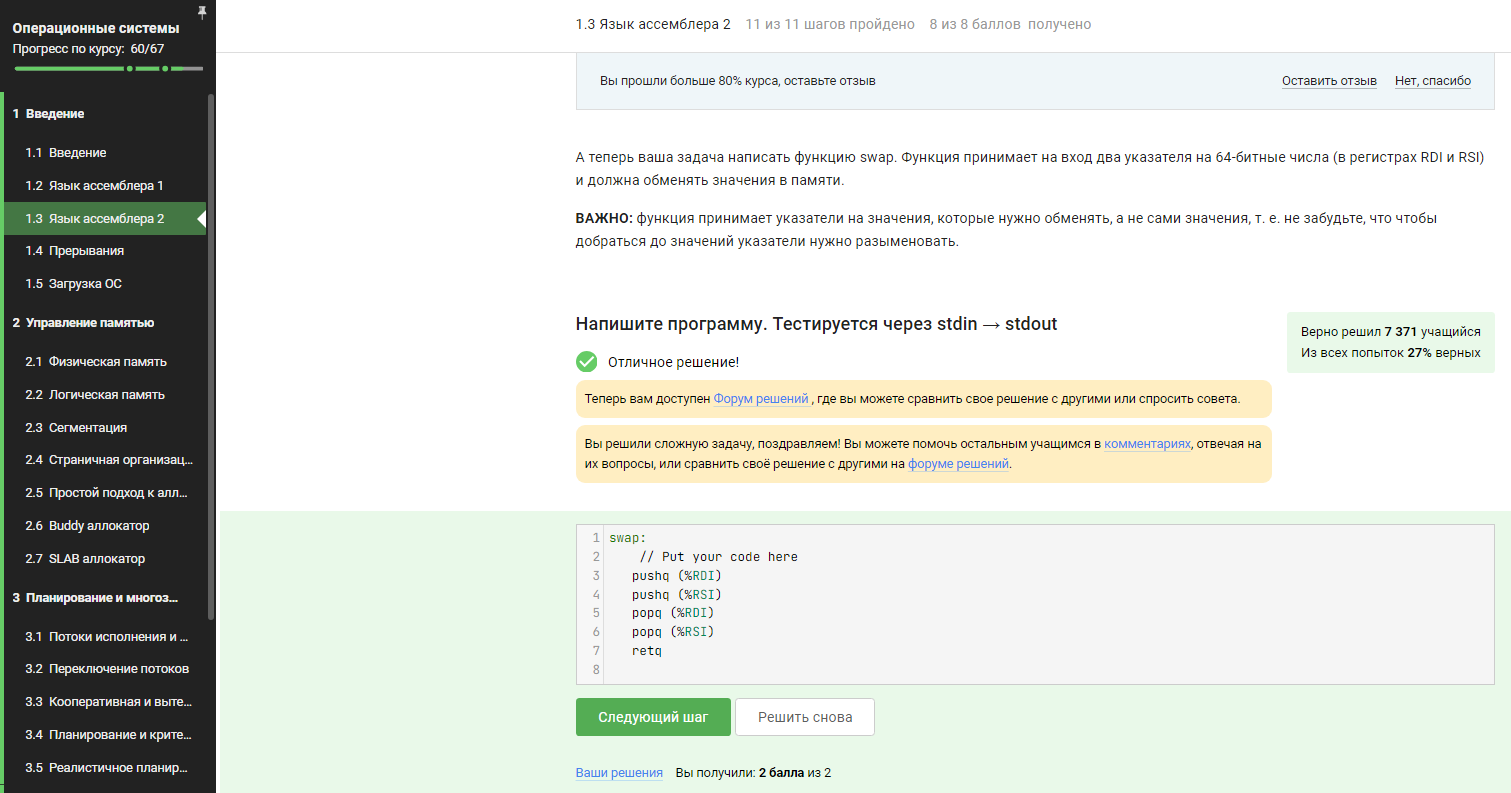 Операционные системы
Прогресс по курсу: 60/67
1 Введение
1.1 Введение
1.2 Язык ассемблера 1
1.3 Язык ассемблера 2
1.4 Прерывания
1.5 Загрузка ОС
2 Управление памятью
2.1 Физическая память
2.2 Логическая память
2.3 Сегментация
2.4 Страничная организац...
2.5 Простой подход к алл...
2.6 Buddy аллокатор
2.7 SLAB аллокатор
3 Планирование и многоз...
3.1 Потоки исполнения и ...
3.2 Переключение потоков
3.3 Кооперативная и выте...
3.4 Планирование и крите...
3.5 Реалистичное планир...
1.3 Язык ассемблера 2 11 из 11 шагов пройдено 8 из 8 баллов получено
Вы прошли больше 80% курса, оставьте отзыв Оставить отзыв Нет, спасибо
А теперь ваша задача написать функцию swap. Функция принимает на вход два указателя на 64-битные числа (в регистрах RDI и RSI)
и должна обменять значения в памяти.
ВАЖНО: функция принимает указатели на значения, которые нужно обменять, а не сами значения, т. е. не забудьте, что чтобы
добраться до значений указатели нужно разыменовать.
Напишите программу. Тестируется через stdin → stdout
Верно решил 7 371 учащийся
Из всех попыток 27% верных
Отличное решение!
Теперь вам доступен Форум решений , где вы можете сравнить свое решение с другими или спросить совета.
Вы решили сложную задачу, поздравляем! Вы можете помочь остальным учащимся в комментариях, отвечая на
их вопросы, или сравнить своё решение с другими на форуме решений.
1 swap:
2 // Put your code here
3 pushq (%RDI)
4 pushq (%RSI)
5 popq (%RDI)
6 popq (%RSI)
7 retq
8
Следующий шаг Решить снова
Ваши решения Вы получили: 2 балла из 2